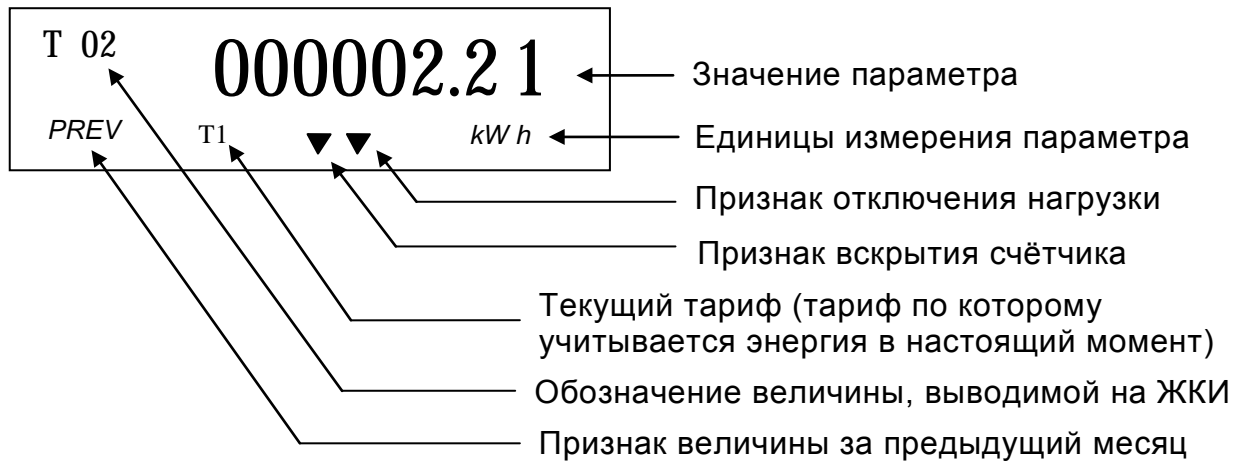 T 02 000002.21
Значение параметра
PREV T1 kW h
Единицы измерения параметра
Признак отключения нагрузки
Признак вскрытия счётчика
Текущий тариф (тариф по которому
учитывается энергия в настоящий момент)
Обозначение величины, выводимой на ЖКИ
Признак величины за предыдущий месяц